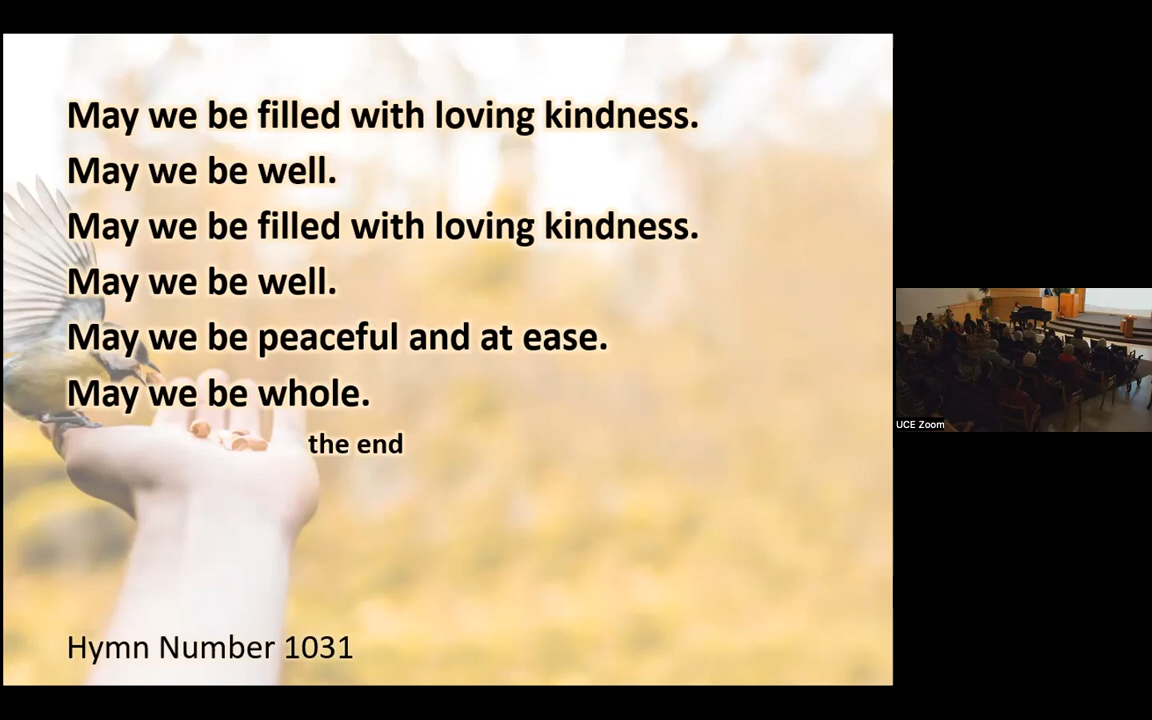 May we be filled with loving kindness.
May we be well.
May we be filled with loving kindness.
May we be well.
May we be peaceful and at ease.
May we be whole.
the end
Hymn Number 1031
UCE Zoom